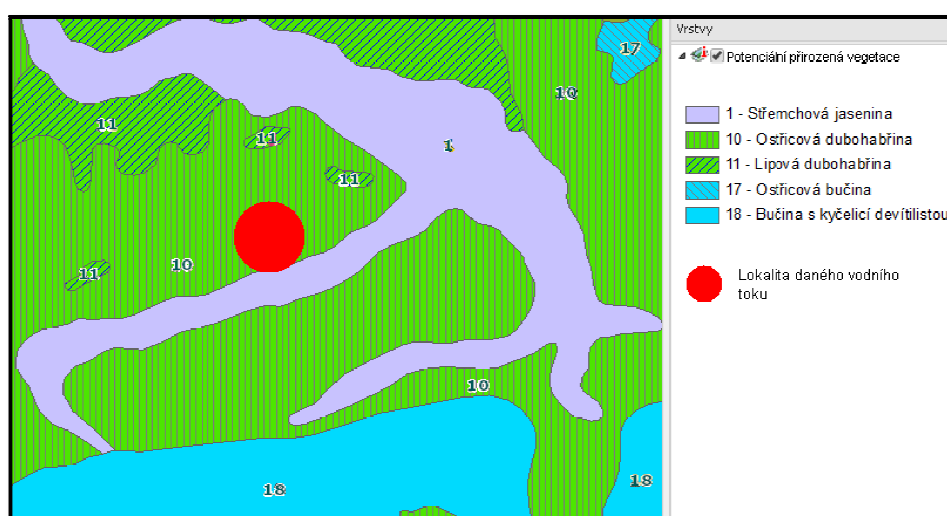 Vrstvy
Potenciální přirozená vegetace
1 - Střemchová jasenina
10 - Ostřicová dubohabřina
11 - Lipová dubohabřina
17 - Ostřicová bučina
18 - Bučina s kyčelicí devítilistou
Lokalita daného vodního
toku
17
10
11
11
1
11
10
11
10
18
18